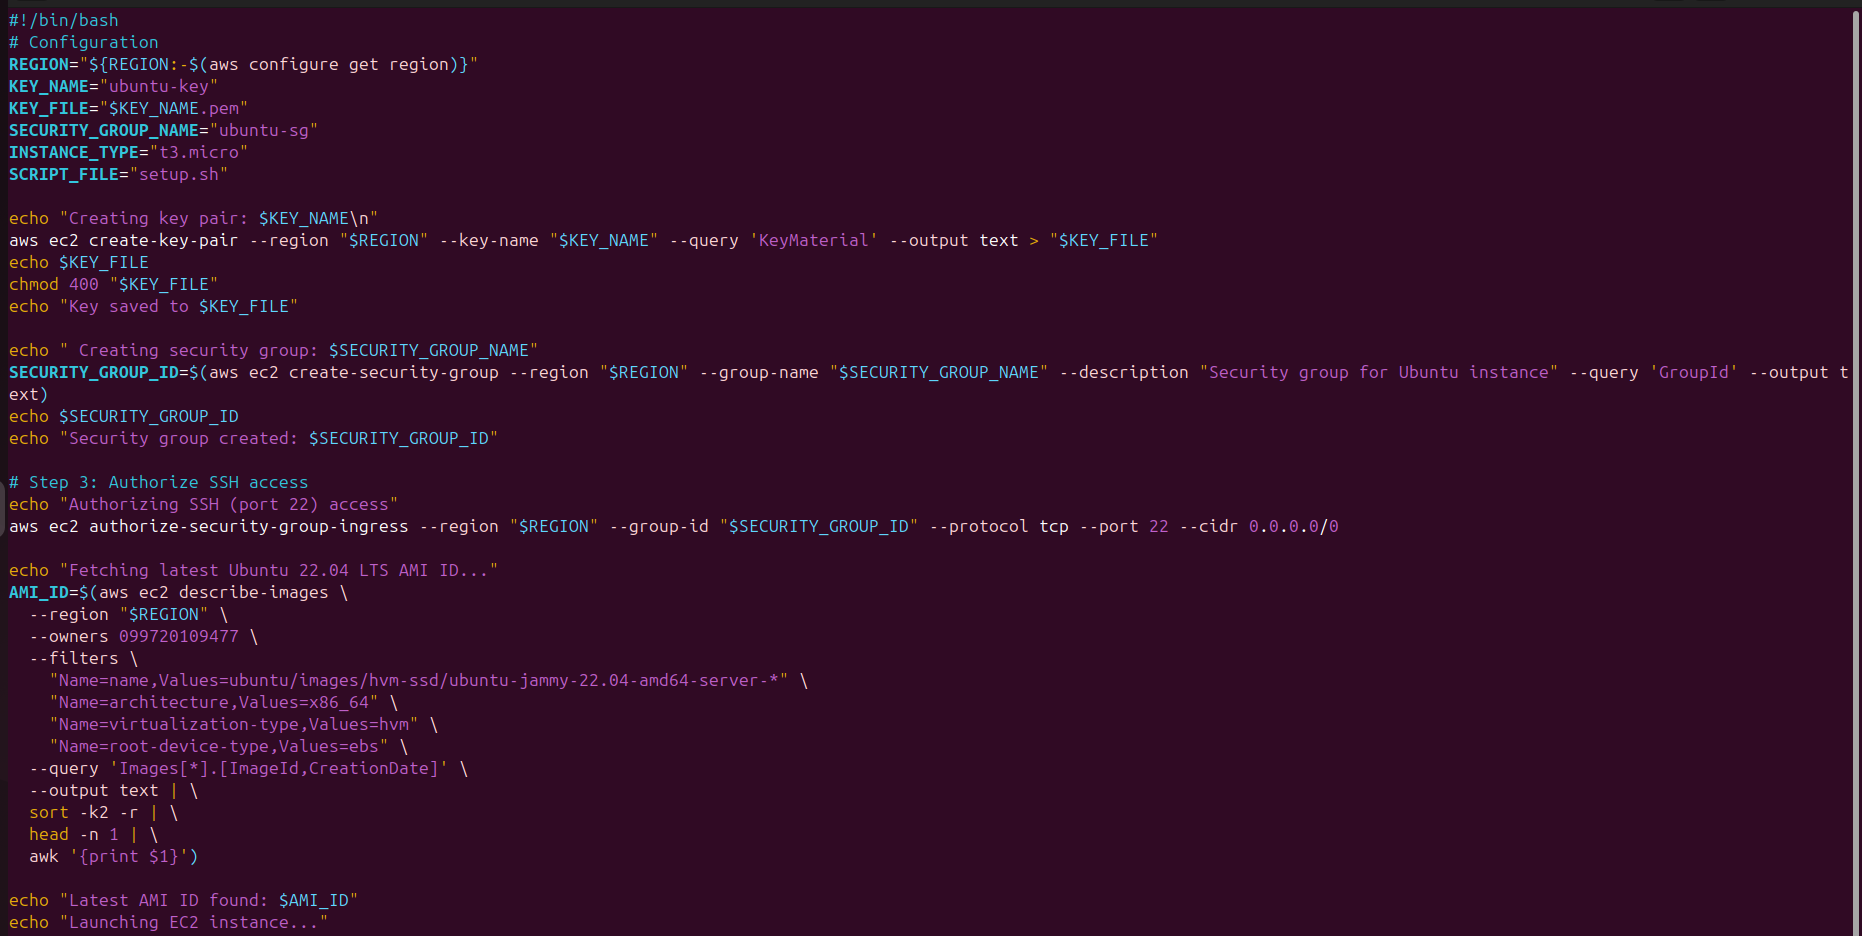 #!/bin/bash
# Configuration
REGION="${REGION:-$(aws configure get region)}"
KEY_NAME="ubuntu-key"
KEY_FILE="$KEY_NAME.pem"
SECURITY_GROUP_NAME="ubuntu-sg"
INSTANCE_TYPE="t3.micro"
SCRIPT_FILE="setup.sh"

echo "Creating key pair: $KEY_NAME\n"
aws ec2 create-key-pair --region "$REGION" --key-name "$KEY_NAME" --query 'KeyMaterial' --output text > "$KEY_FILE"
echo $KEY_FILE
chmod 400 "$KEY_FILE"
echo "Key saved to $KEY_FILE"

echo " Creating security group: $SECURITY_GROUP_NAME"
SECURITY_GROUP_ID=$(aws ec2 create-security-group --region "$REGION" --group-name "$SECURITY_GROUP_NAME" --description "Security group for Ubuntu instance" --query 'GroupId' --output t
ext)
echo $SECURITY_GROUP_ID
echo "Security group created: $SECURITY_GROUP_ID"

# Step 3: Authorize SSH access
echo "Authorizing SSH (port 22) access"
aws ec2 authorize-security-group-ingress --region "$REGION" --group-id "$SECURITY_GROUP_ID" --protocol tcp --port 22 --cidr 0.0.0.0/0

echo "Fetching latest Ubuntu 22.04 LTS AMI ID..."
AMI_ID=$(aws ec2 describe-images \
  --region "$REGION" \
  --owners 099720109477 \
  --filters \
    "Name=name,Values=ubuntu/images/hvm-ssd/ubuntu-jammy-22.04-amd64-server-*" \
    "Name=architecture,Values=x86_64" \
    "Name=virtualization-type,Values=hvm" \
    "Name=root-device-type,Values=ebs" \
  --query 'Images[*].[ImageId,CreationDate]' \
  --output text | \
  sort -k2 -r | \
  head -n 1 | \
  awk '{print $1}')

echo "Latest AMI ID found: $AMI_ID"
echo "Launching EC2 instance..."